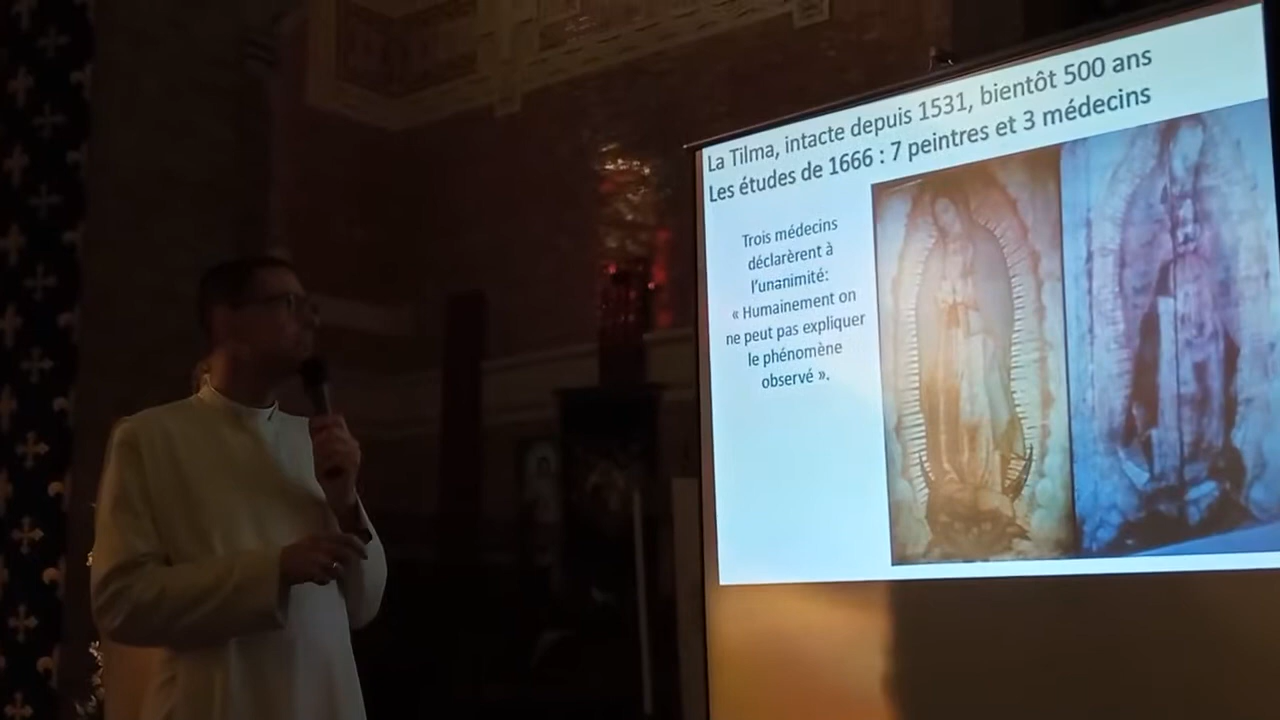 La Tilma, intacte depuis 1531, bientôt 500 ans
Les études de 1666 : 7 peintres et 3 médecins
Trois médecins
déclarèrent à
l’unanimité:
« Humainement on
ne peut pas expliquer
le phénomène
observé ».